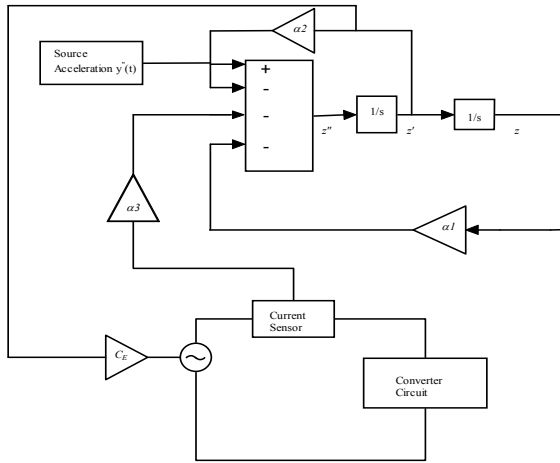 α2
Source
Acceleration y''(t)
+
-
-
-
z''
1/s
z'
1/s
z
α3
α1
Current
Sensor
C_E
Converter
Circuit